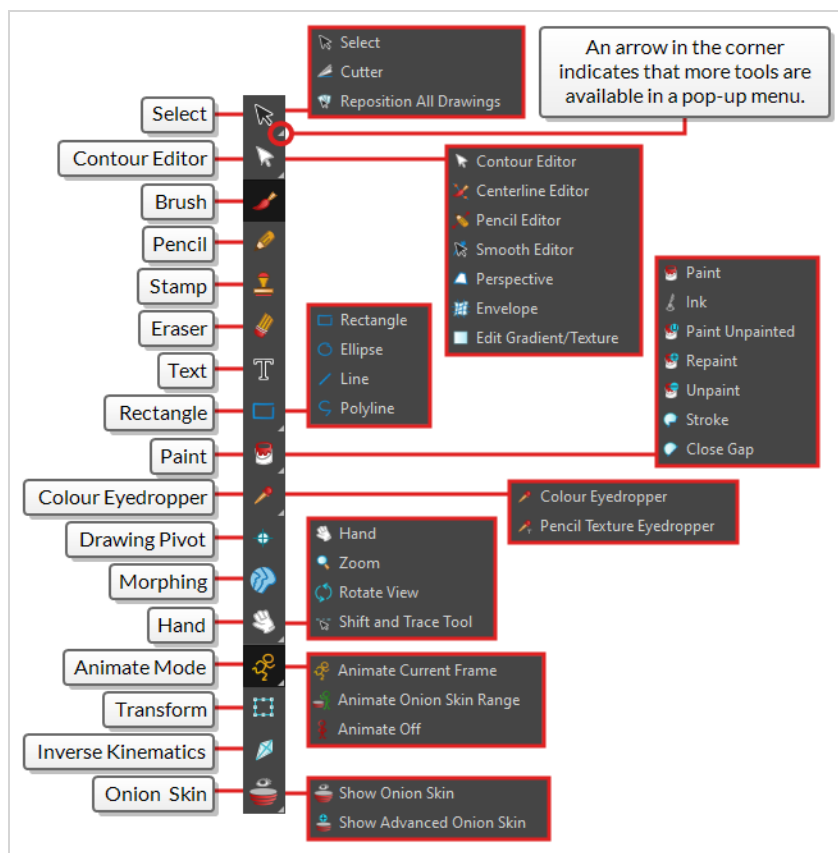 Select
Cutter
Reposition All Drawings
An arrow in the corner
indicates that more tools are
available in a pop-up menu.
Select
Contour Editor
Brush
Pencil
Stamp
Eraser
Text
Rectangle
Paint
Colour Eyedropper
Drawing Pivot
Morphing
Hand
Animate Mode
Transform
Inverse Kinematics
Onion Skin
Contour Editor
Centerline Editor
Pencil Editor
Smooth Editor
Perspective
Envelope
Edit Gradient/Texture
Rectangle
Ellipse
Line
Polyline
Paint
Ink
Paint Unpainted
Repaint
Unpaint
Stroke
Close Gap
Colour Eyedropper
Pencil Texture Eyedropper
Hand
Zoom
Rotate View
Shift and Trace Tool
Animate Current Frame
Animate Onion Skin Range
Animate Off
Show Onion Skin
Show Advanced Onion Skin